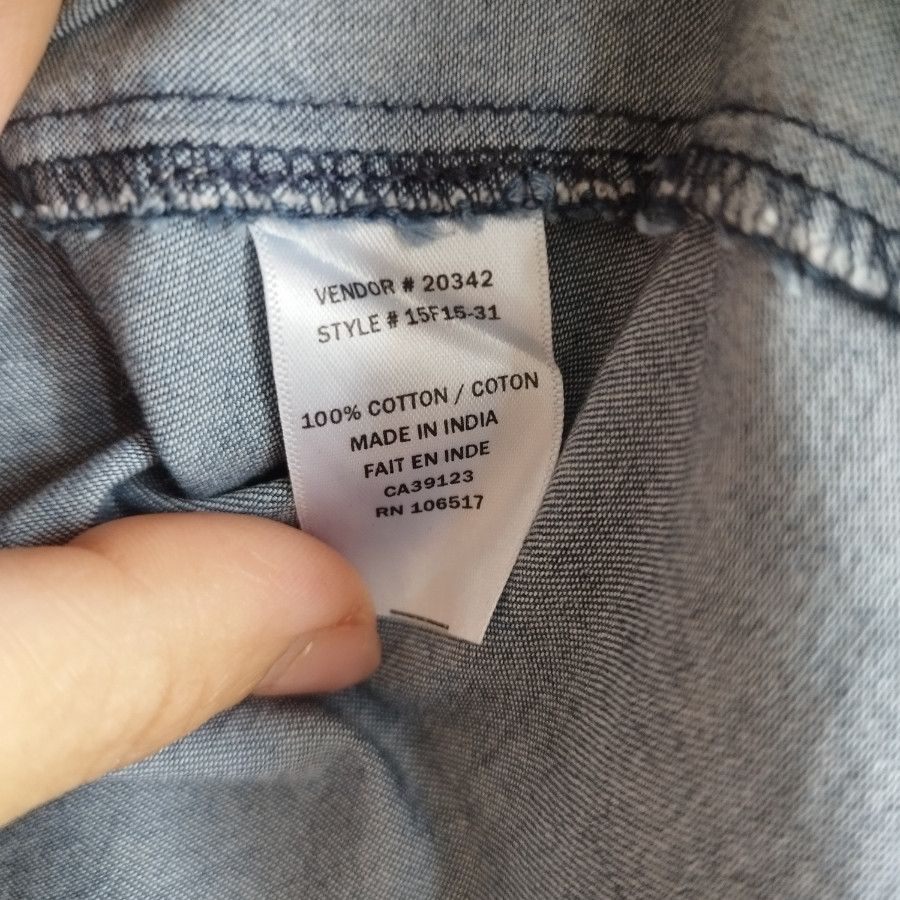 VENDOR # 20342
STYLE # 15F15-31
100% COTTON / COTON
MADE IN INDIA
FAIT EN INDE
CA39123
RN 106517